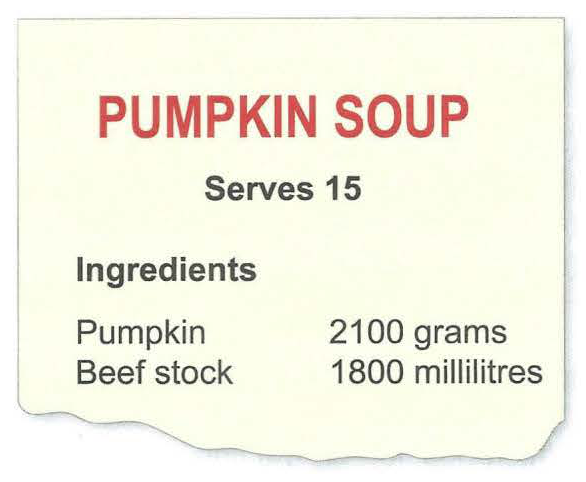 PUMPKIN SOUP
Serves 15
Ingredients
Pumpkin 2100 grams
Beef stock 1800 millilitres